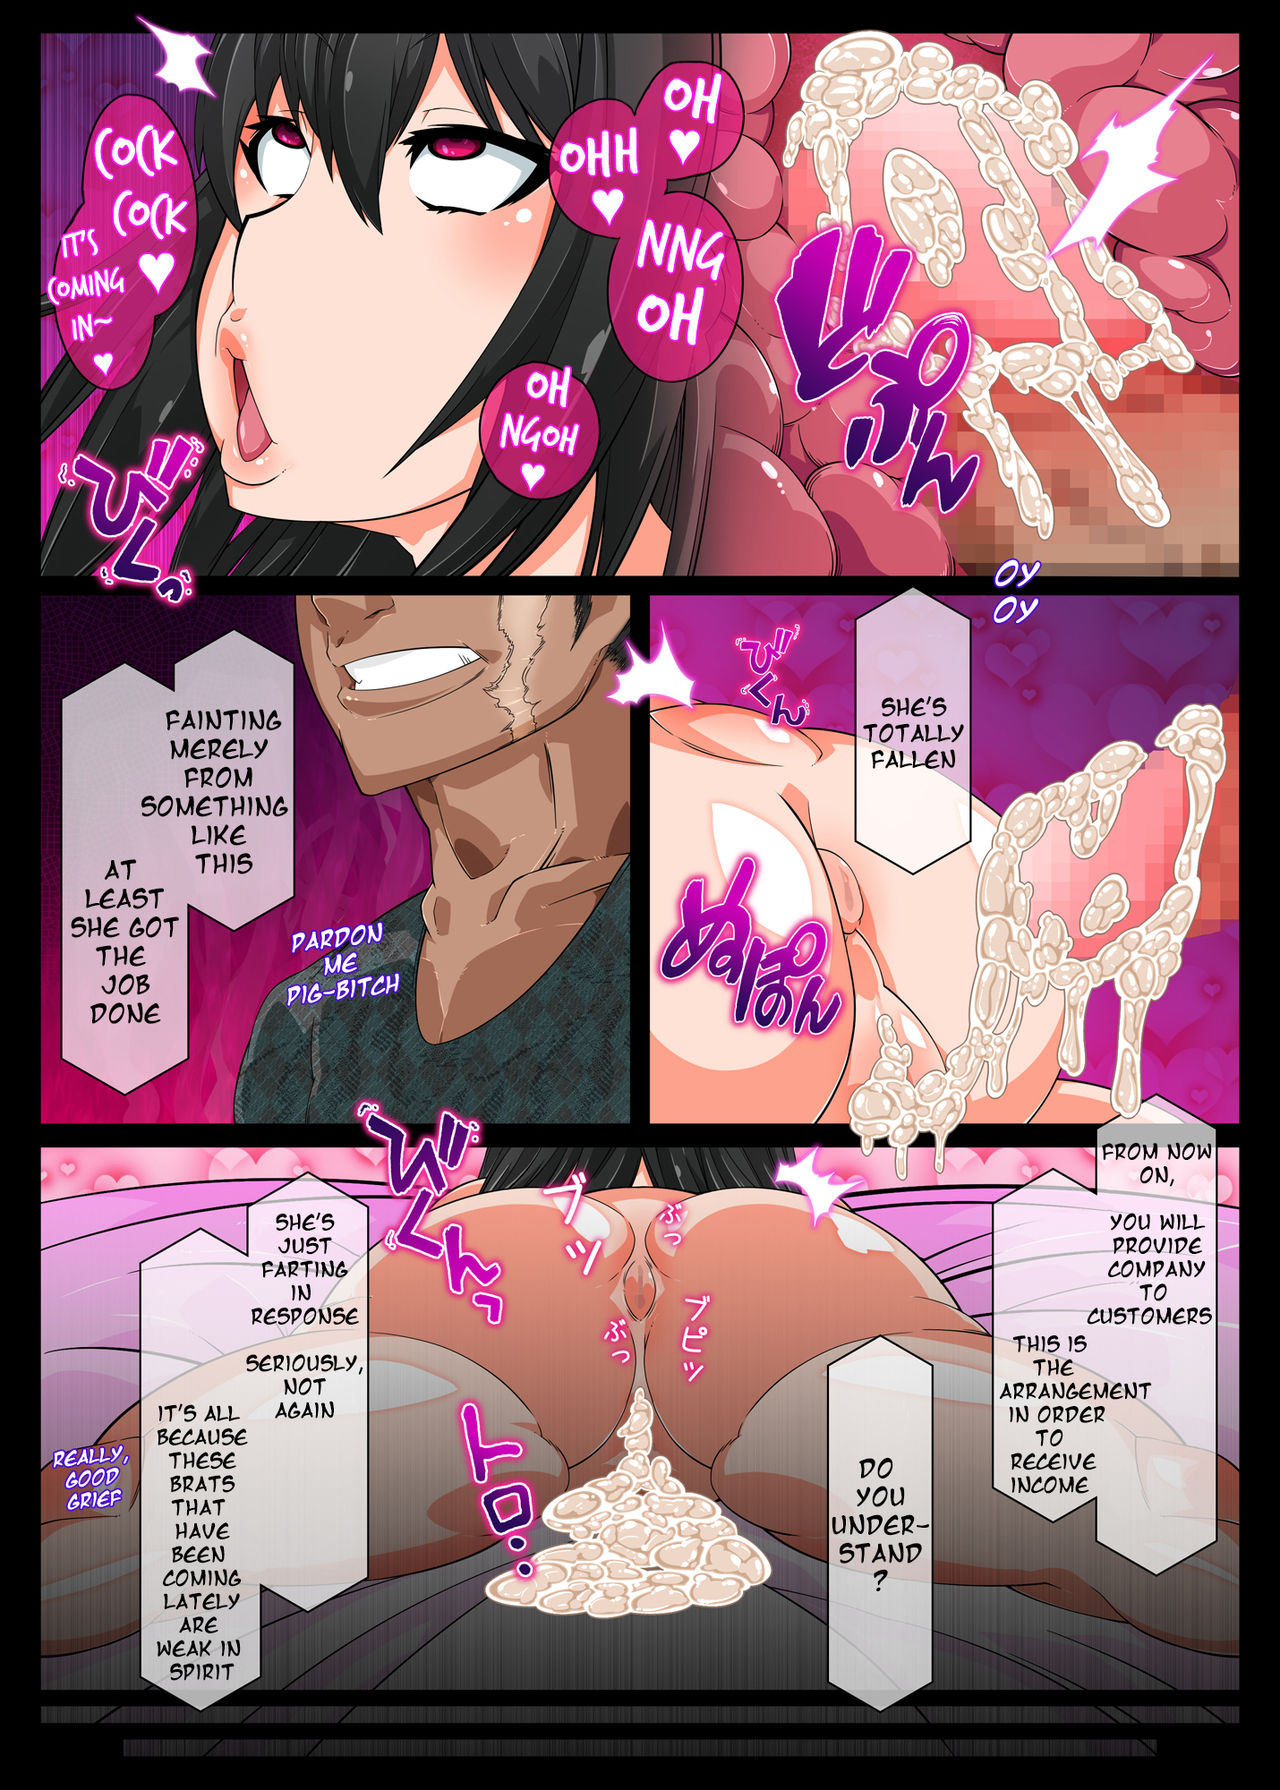 OH ♥
OHH ♥
NNG
OH
OH
NGOH ♥
COCK
COCK ♥
IT'S
COMING
IN~ ♥
どぷんっ
びくっ
OY
OY
SHE'S
TOTALLY
FALLEN
びくん
ぬぽん
FAINTING
MERELY
FROM
SOMETHING
LIKE
THIS
AT
LEAST
SHE GOT
THE
JOB
DONE
PARDON
ME
PIG-BITCH
FROM NOW
ON,
YOU WILL
PROVIDE
COMPANY
TO
CUSTOMERS
THIS IS
THE
ARRANGEMENT
IN ORDER
TO
RECEIVE
INCOME
DO
YOU
UNDER-
STAND
?
びくんっ
ブッ
ぶっ
ぶっ
ブピッ
トロ
SHE'S
JUST
FARTING
IN
RESPONSE
SERIOUSLY,
NOT
AGAIN
IT'S ALL
BECAUSE
THESE
BRATS
THAT
HAVE
BEEN
COMING
LATELY
ARE
WEAK IN
SPIRIT
REALLY,
GOOD
GRIEF